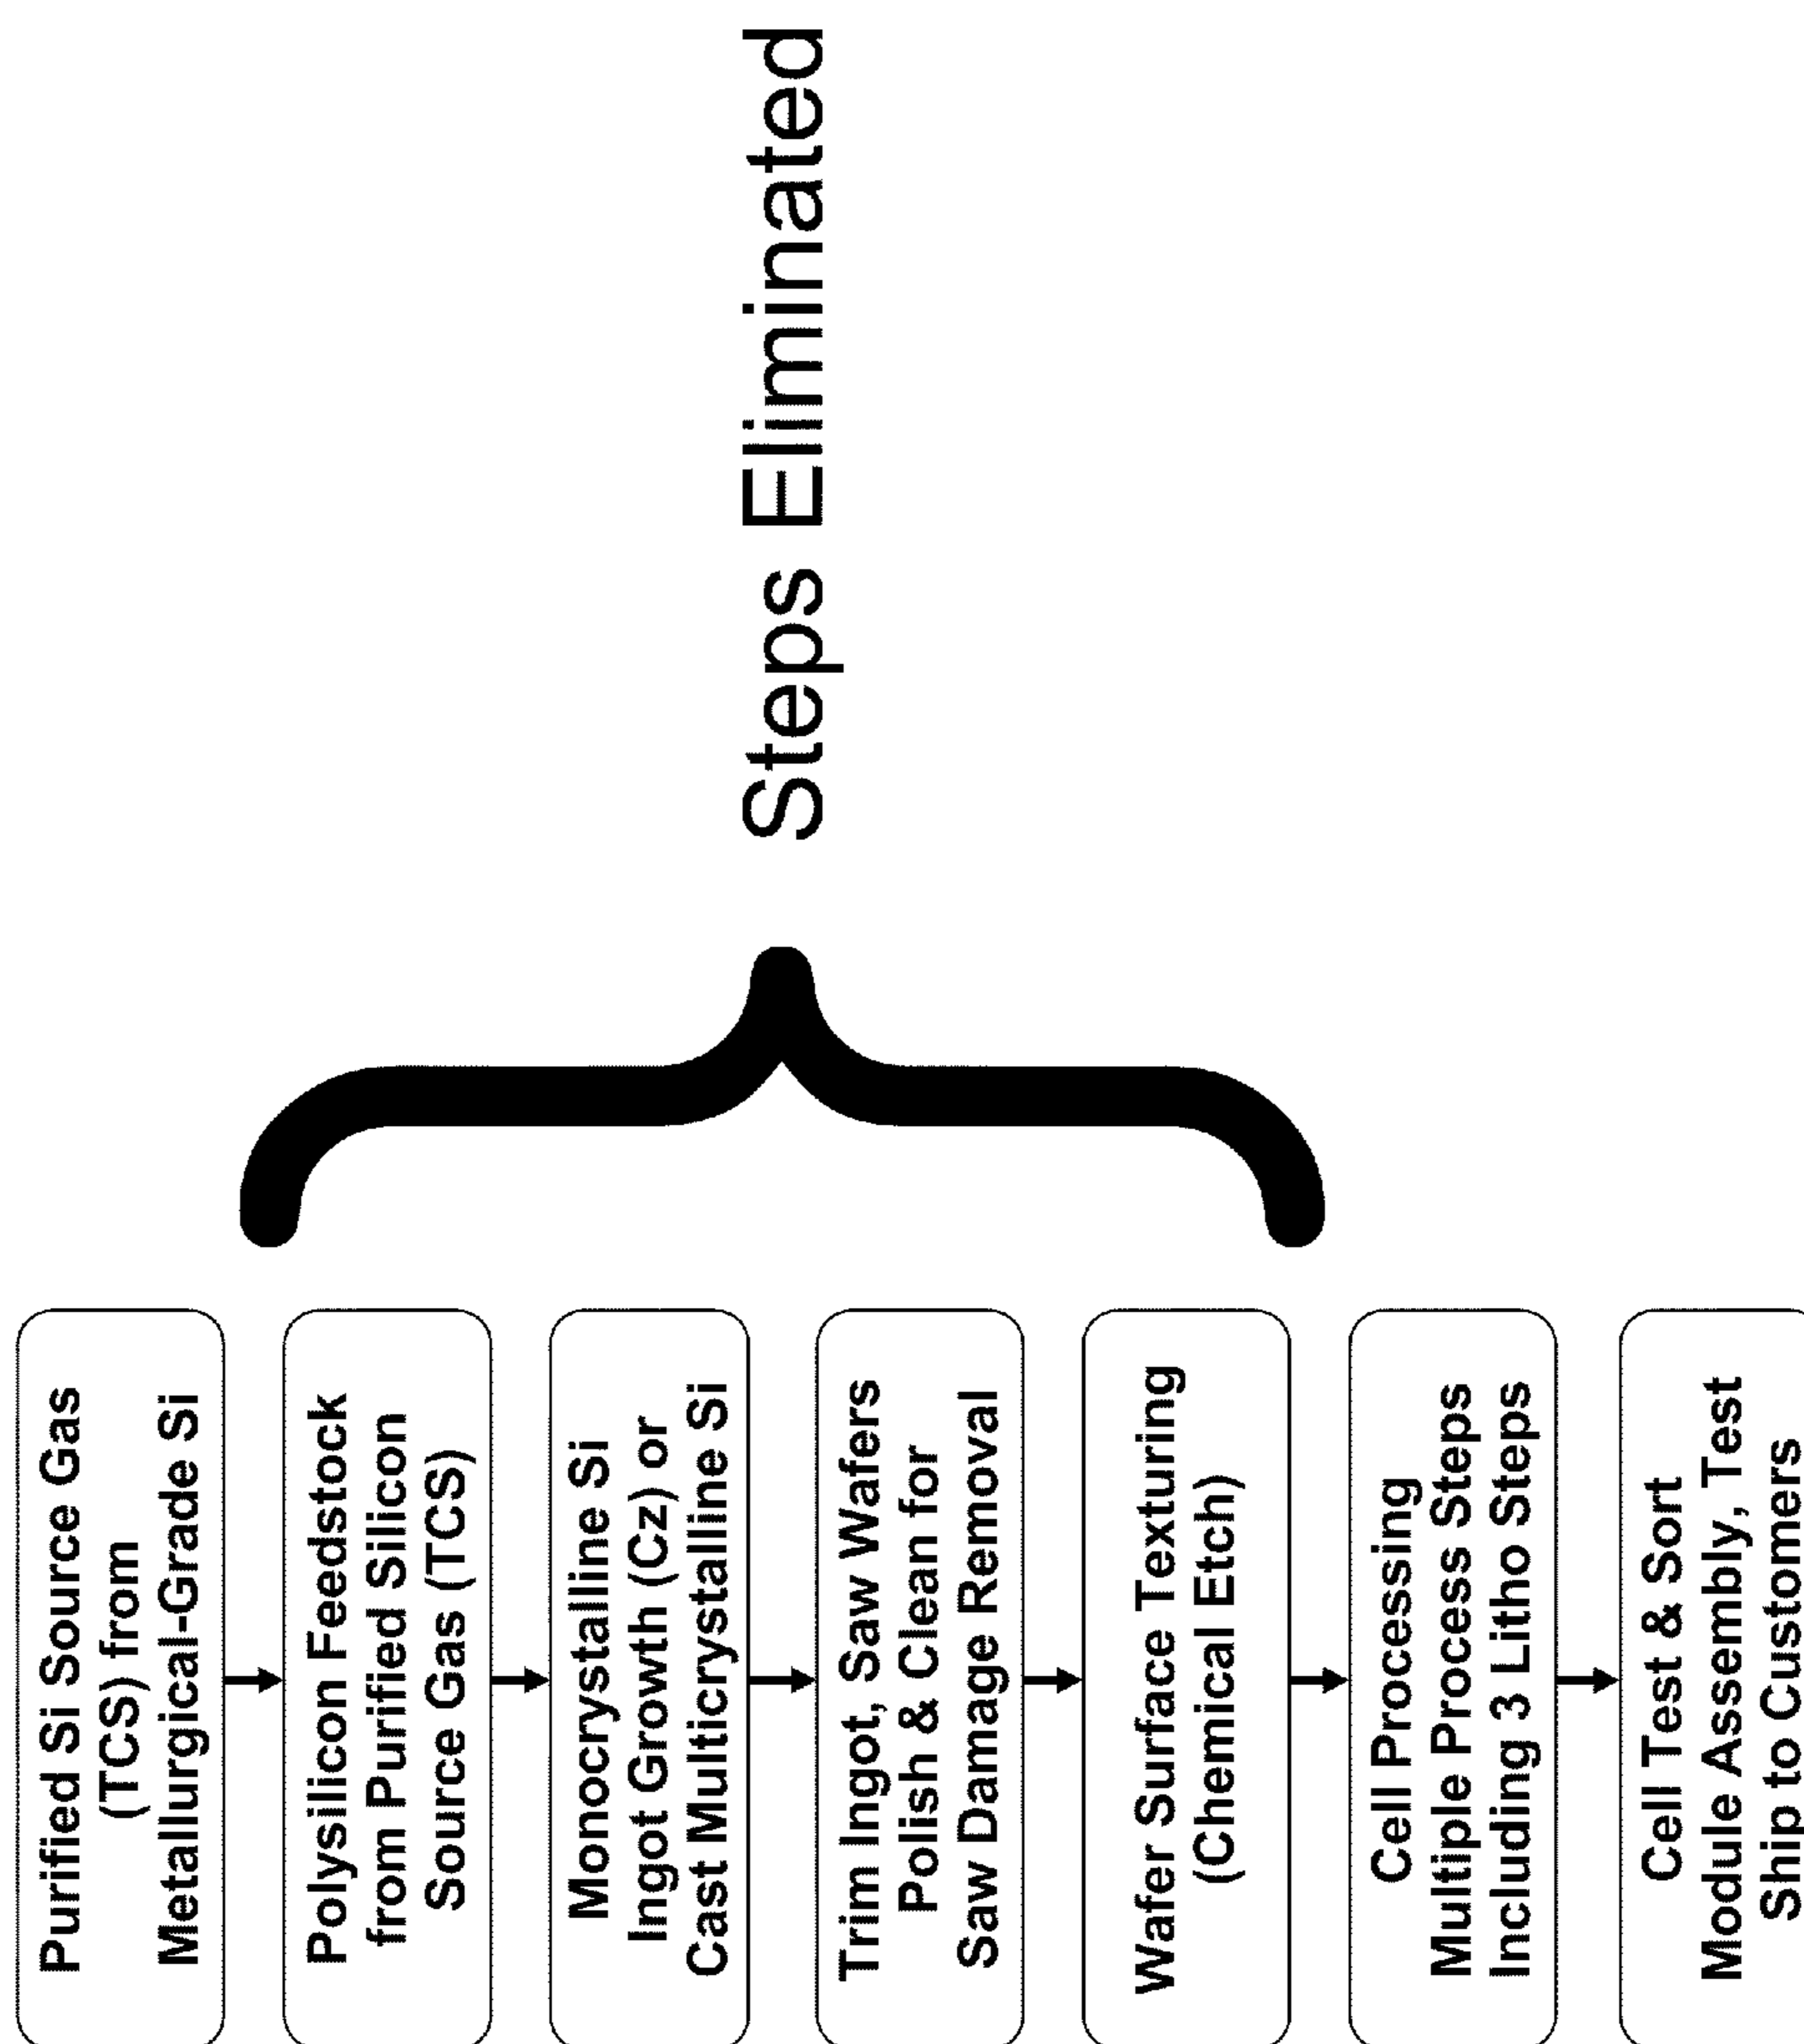 Purified Si Source Gas
(TCS) from
Metallurgical-Grade Si
Polysilicon Feedstock
from Purified Silicon
Source Gas (TCS)
Monocrystalline Si
Ingot Growth (Cz) or
Cast Multicrystalline Si
Trim Ingot, Saw Wafers
Polish & Clean for
Saw Damage Removal
Wafer Surface Texturing
(Chemical Etch)
Cell Processing
Multiple Process Steps
Including 3 Litho Steps
Cell Test & Sort
Module Assembly, Test
Ship to Customers
Steps Eliminated